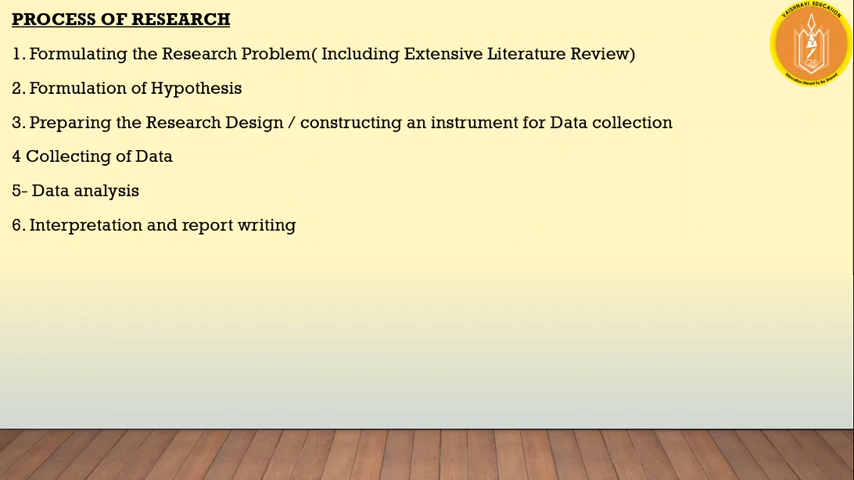 PROCESS OF RESEARCH
1. Formulating the Research Problem( Including Extensive Literature Review)
2. Formulation of Hypothesis
3. Preparing the Research Design / constructing an instrument for Data collection
4 Collecting of Data
5- Data analysis
6. Interpretation and report writing
VAISHNAVI EDUCATION